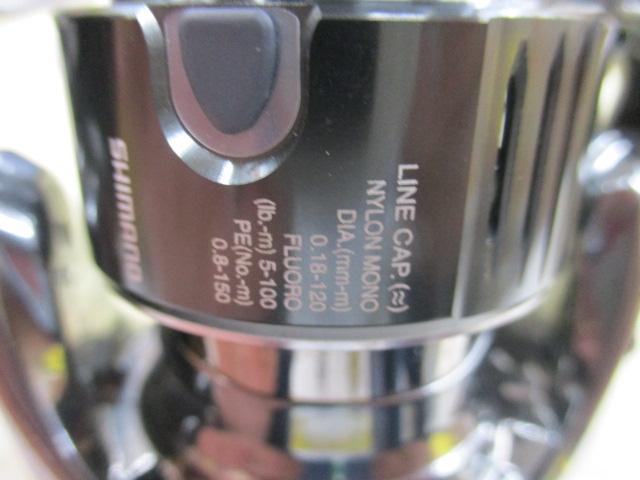 SHIMANO
LINE CAP.(≈)
NYLON MONO
DIA.(mm-m)
0.18-120
FLUORO
(lb.-m) 5-100
PE(No.-m)
0.8-150